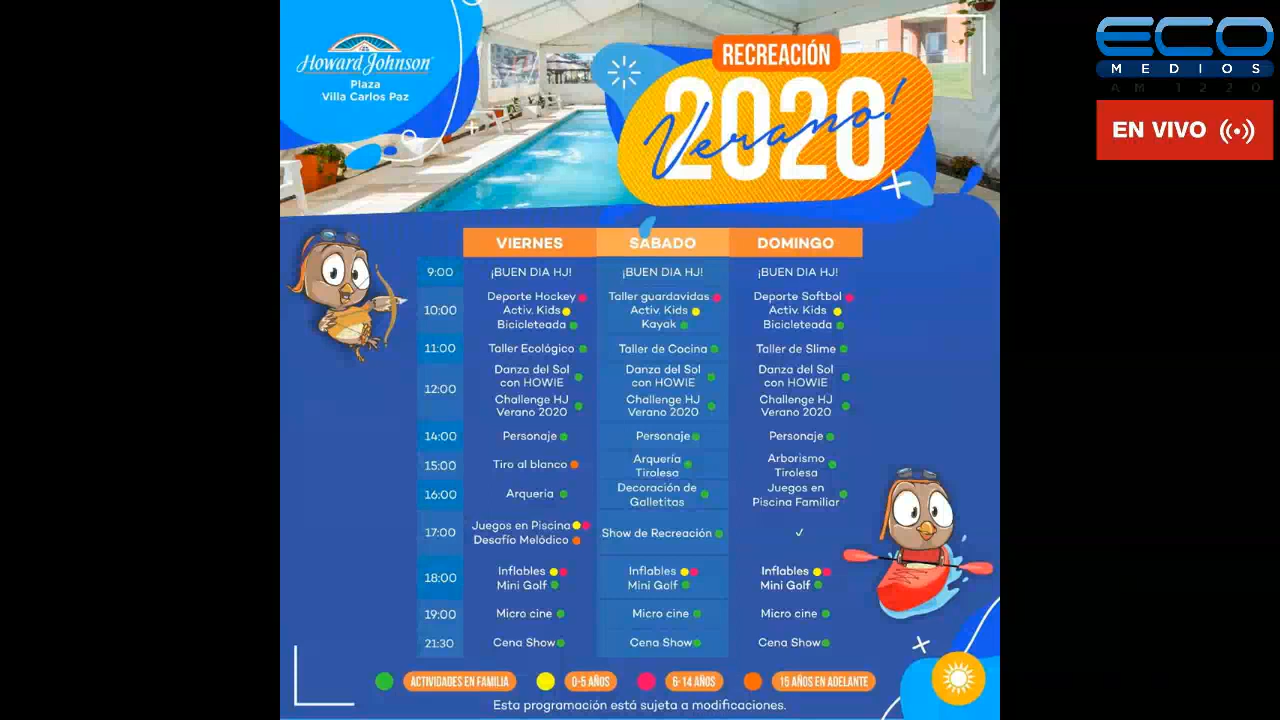 Howard Johnson
Plaza
Villa Carlos Paz
RECREACIÓN
2020
Verano!
ECO
MEDIOS
AM 1220
EN VIVO
VIERNES SABADO DOMINGO
9:00 ¡BUEN DIA HJ! ¡BUEN DIA HJ! ¡BUEN DIA HJ!
Deporte Hockey Taller guardavidas Deporte Softbol
10:00 Activ. Kids Activ. Kids Activ. Kids
Bicicleteada Kayak Bicicleteada
11:00 Taller Ecológico Taller de Cocina Taller de Slime
Danza del Sol Danza del Sol Danza del Sol
con HOWIE con HOWIE con HOWIE
12:00
Challenge HJ Challenge HJ Challenge HJ
Verano 2020 Verano 2020 Verano 2020
14:00 Personaje Personaje Personaje
15:00 Tiro al blanco Arquería Arborismo
Tirolesa Tirolesa
16:00 Arqueria Decoración de Juegos en
Galletitas Piscina Familiar
17:00 Juegos en Piscina Show de Recreación ✓
Desafío Melódico
18:00 Inflables Inflables Inflables
Mini Golf Mini Golf Mini Golf
19:00 Micro cine Micro cine Micro cine
21:30 Cena Show Cena Show Cena Show
ACTIVIDADES EN FAMILIA 0-5 AÑOS 6-14 AÑOS 15 AÑOS EN ADELANTE
Esta programación está sujeta a modificaciones.